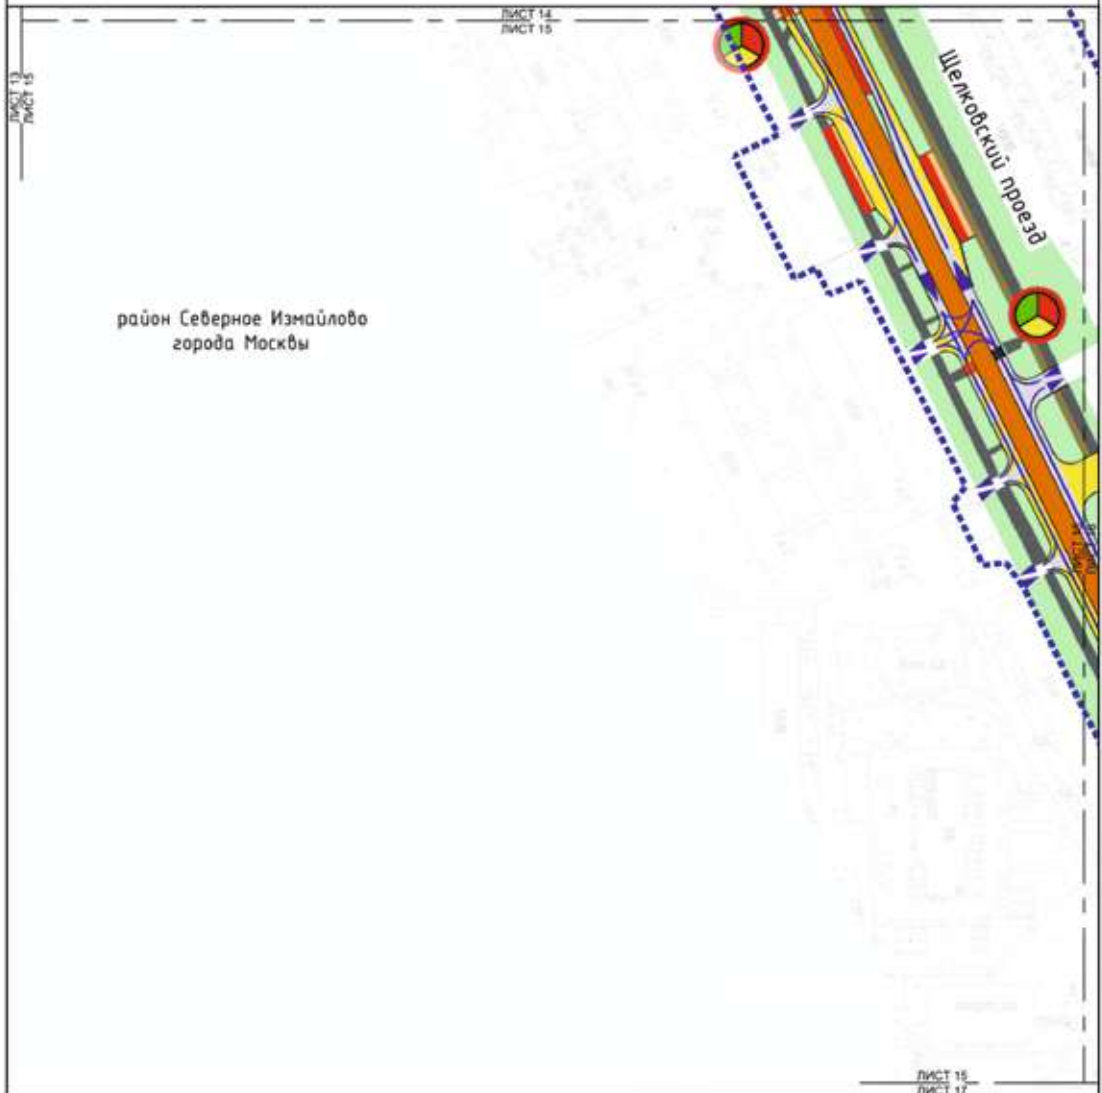 ЛИСТ 14
ЛИСТ 15
ЛИСТ 13
ЛИСТ 15
Щелковский проезд
район Северное Измайлово
города Москвы
ЛИСТ 15
ЛИСТ 17